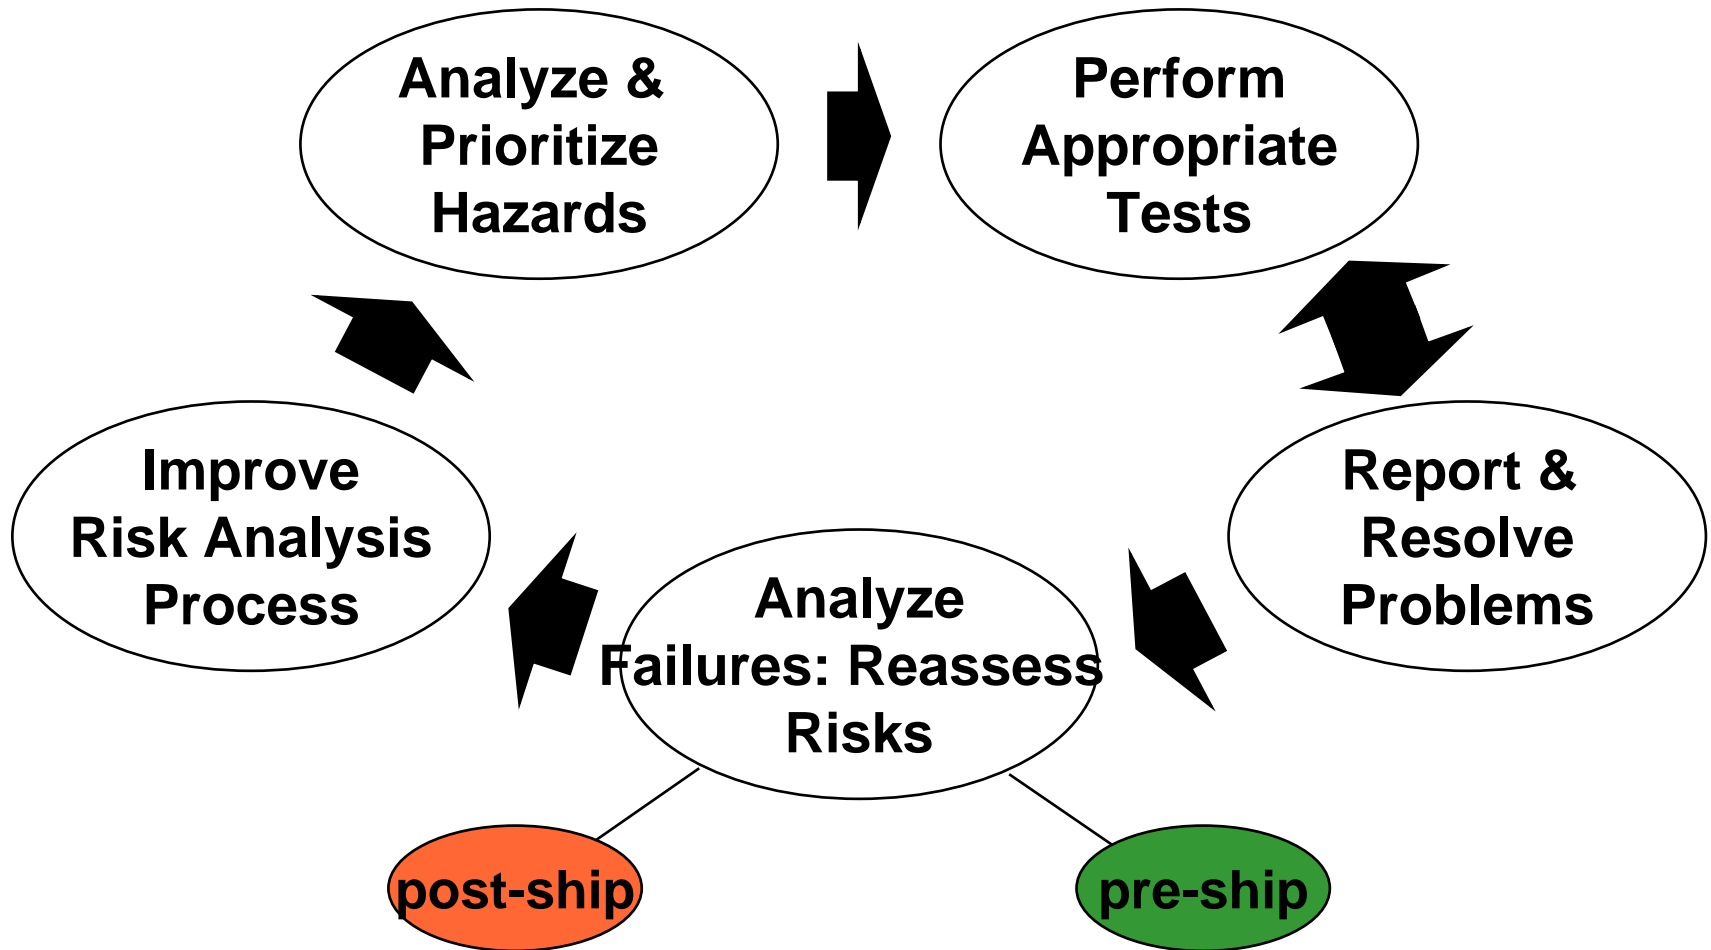 Analyze &
Prioritize
Hazards
Perform
Appropriate
Tests
Improve
Risk Analysis
Process
Report &
Resolve
Problems
Analyze
Failures: Reassess
Risks
post-ship
pre-ship